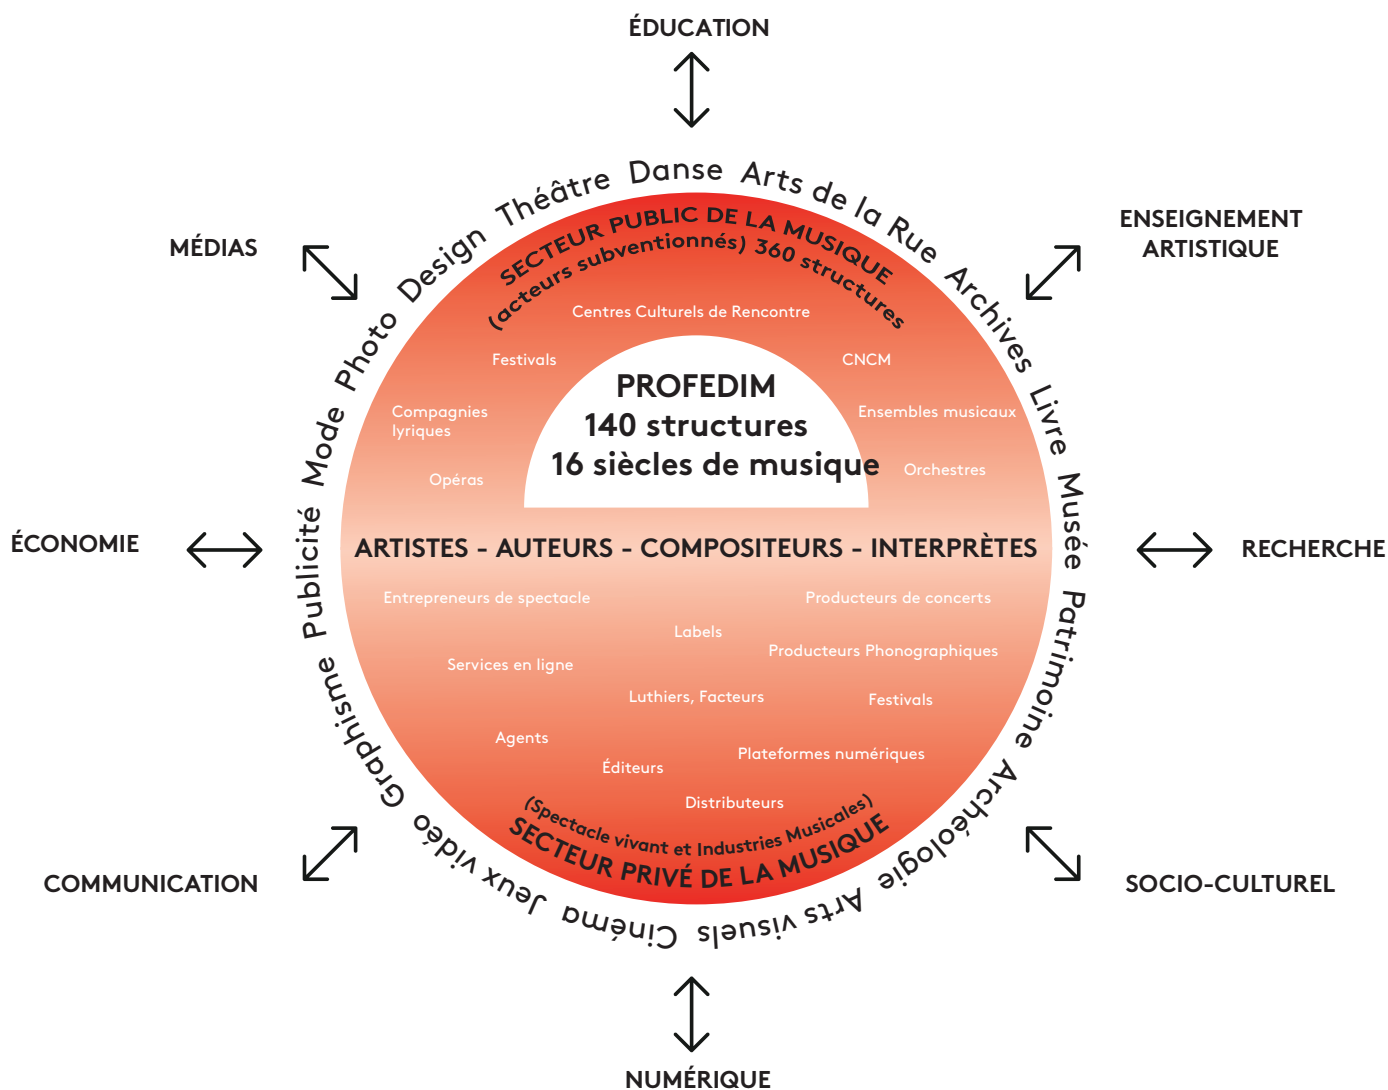 ÉDUCATION
MÉDIAS
ENSEIGNEMENT
ARTISTIQUE
Théâtre Danse Arts de la Rue Archives Livre Musée Patrimoine Archéologie Arts visuels Cinéma Jeux vidéo Graphisme Publicité Mode Photo Design
SECTEUR PUBLIC DE LA MUSIQUE
(acteurs subventionnés) 360 structures
Centres Culturels de Rencontre
Festivals
CNCM
Compagnies
lyriques
Ensembles musicaux
Opéras
Orchestres
PROFEDIM
140 structures
16 siècles de musique
ÉCONOMIE
ARTISTES - AUTEURS - COMPOSITEURS - INTERPRÈTES
RECHERCHE
Entrepreneurs de spectacle
Producteurs de concerts
Labels
Producteurs Phonographiques
Services en ligne
Luthiers, Facteurs
Festivals
Agents
Plateformes numériques
Éditeurs
Distributeurs
(Spectacle vivant et Industries Musicales)
SECTEUR PRIVÉ DE LA MUSIQUE
COMMUNICATION
SOCIO-CULTUREL
NUMÉRIQUE